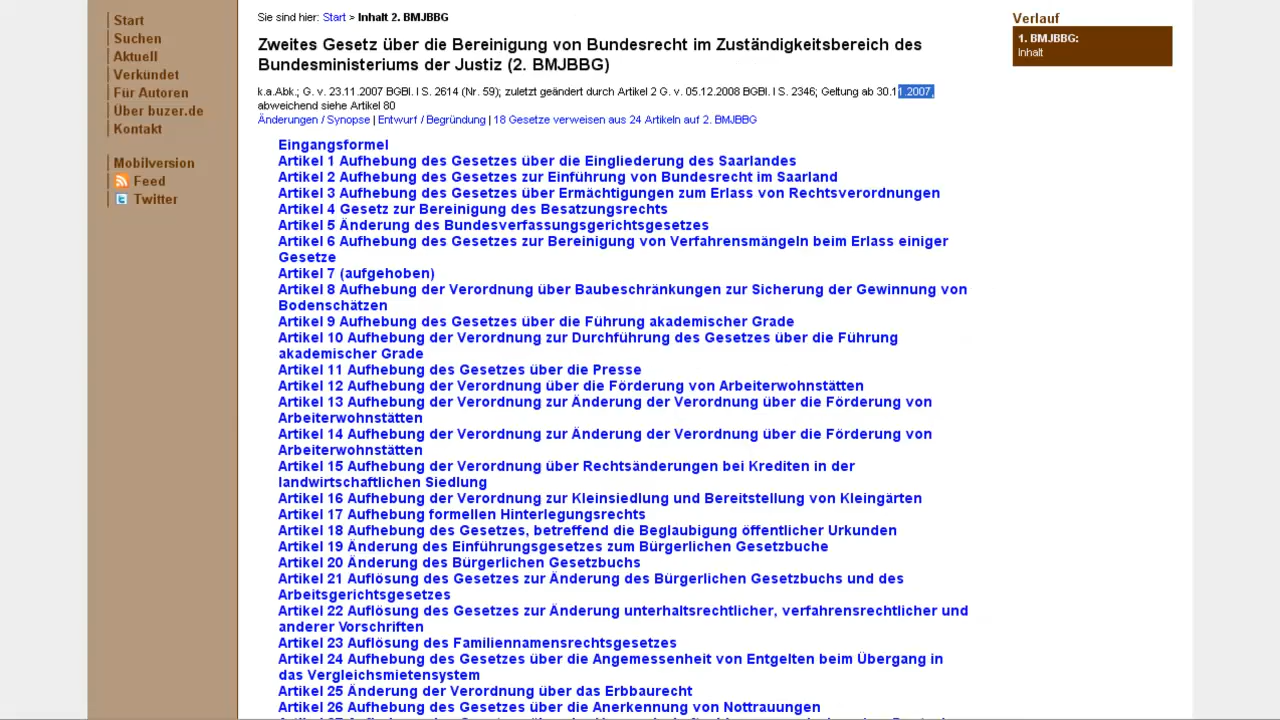 Start
Suchen
Aktuell
Verkündet
Für Autoren
Über buzer.de
Kontakt
Mobilversion
Feed
Twitter
Sie sind hier: Start > Inhalt 2. BMJBBG
Zweites Gesetz über die Bereinigung von Bundesrecht im Zuständigkeitsbereich des
Bundesministeriums der Justiz (2. BMJBBG)
k.a.Abk.; G. v. 23.11.2007 BGBl. I S. 2614 (Nr. 59); zuletzt geändert durch Artikel 2 G. v. 05.12.2008 BGBl. I S. 2346; Geltung ab 30.11.2007,
abweichend siehe Artikel 80
Änderungen / Synopse | Entwurf / Begründung | 18 Gesetze verweisen aus 24 Artikeln auf 2. BMJBBG
Eingangsformel
Artikel 1 Aufhebung des Gesetzes über die Eingliederung des Saarlandes
Artikel 2 Aufhebung des Gesetzes zur Einführung von Bundesrecht im Saarland
Artikel 3 Aufhebung des Gesetzes über Ermächtigungen zum Erlass von Rechtsverordnungen
Artikel 4 Gesetz zur Bereinigung des Besatzungsrechts
Artikel 5 Änderung des Bundesverfassungsgerichtsgesetzes
Artikel 6 Aufhebung des Gesetzes zur Bereinigung von Verfahrensmängeln beim Erlass einiger
Gesetze
Artikel 7 (aufgehoben)
Artikel 8 Aufhebung der Verordnung über Baubeschränkungen zur Sicherung der Gewinnung von
Bodenschätzen
Artikel 9 Aufhebung des Gesetzes über die Führung akademischer Grade
Artikel 10 Aufhebung der Verordnung zur Durchführung des Gesetzes über die Führung
akademischer Grade
Artikel 11 Aufhebung des Gesetzes über die Presse
Artikel 12 Aufhebung der Verordnung über die Förderung von Arbeiterwohnstätten
Artikel 13 Aufhebung der Verordnung zur Änderung der Verordnung über die Förderung von
Arbeiterwohnstätten
Artikel 14 Aufhebung der Verordnung zur Änderung der Verordnung über die Förderung von
Arbeiterwohnstätten
Artikel 15 Aufhebung der Verordnung über Rechtsänderungen bei Krediten in der
landwirtschaftlichen Siedlung
Artikel 16 Aufhebung der Verordnung zur Kleinsiedlung und Bereitstellung von Kleingärten
Artikel 17 Aufhebung formellen Hinterlegungsrechts
Artikel 18 Aufhebung des Gesetzes, betreffend die Beglaubigung öffentlicher Urkunden
Artikel 19 Änderung des Einführungsgesetzes zum Bürgerlichen Gesetzbuche
Artikel 20 Änderung des Bürgerlichen Gesetzbuchs
Artikel 21 Auflösung des Gesetzes zur Änderung des Bürgerlichen Gesetzbuchs und des
Arbeitsgerichtsgesetzes
Artikel 22 Auflösung des Gesetzes zur Änderung unterhaltsrechtlicher, verfahrensrechtlicher und
anderer Vorschriften
Artikel 23 Auflösung des Familiennamensrechtsgesetzes
Artikel 24 Aufhebung des Gesetzes über die Angemessenheit von Entgelten beim Übergang in
das Vergleichsmietensystem
Artikel 25 Änderung der Verordnung über das Erbbaurecht
Artikel 26 Aufhebung des Gesetzes über die Anerkennung von Nottrauungen
Verlauf
1. BMJBBG:
Inhalt